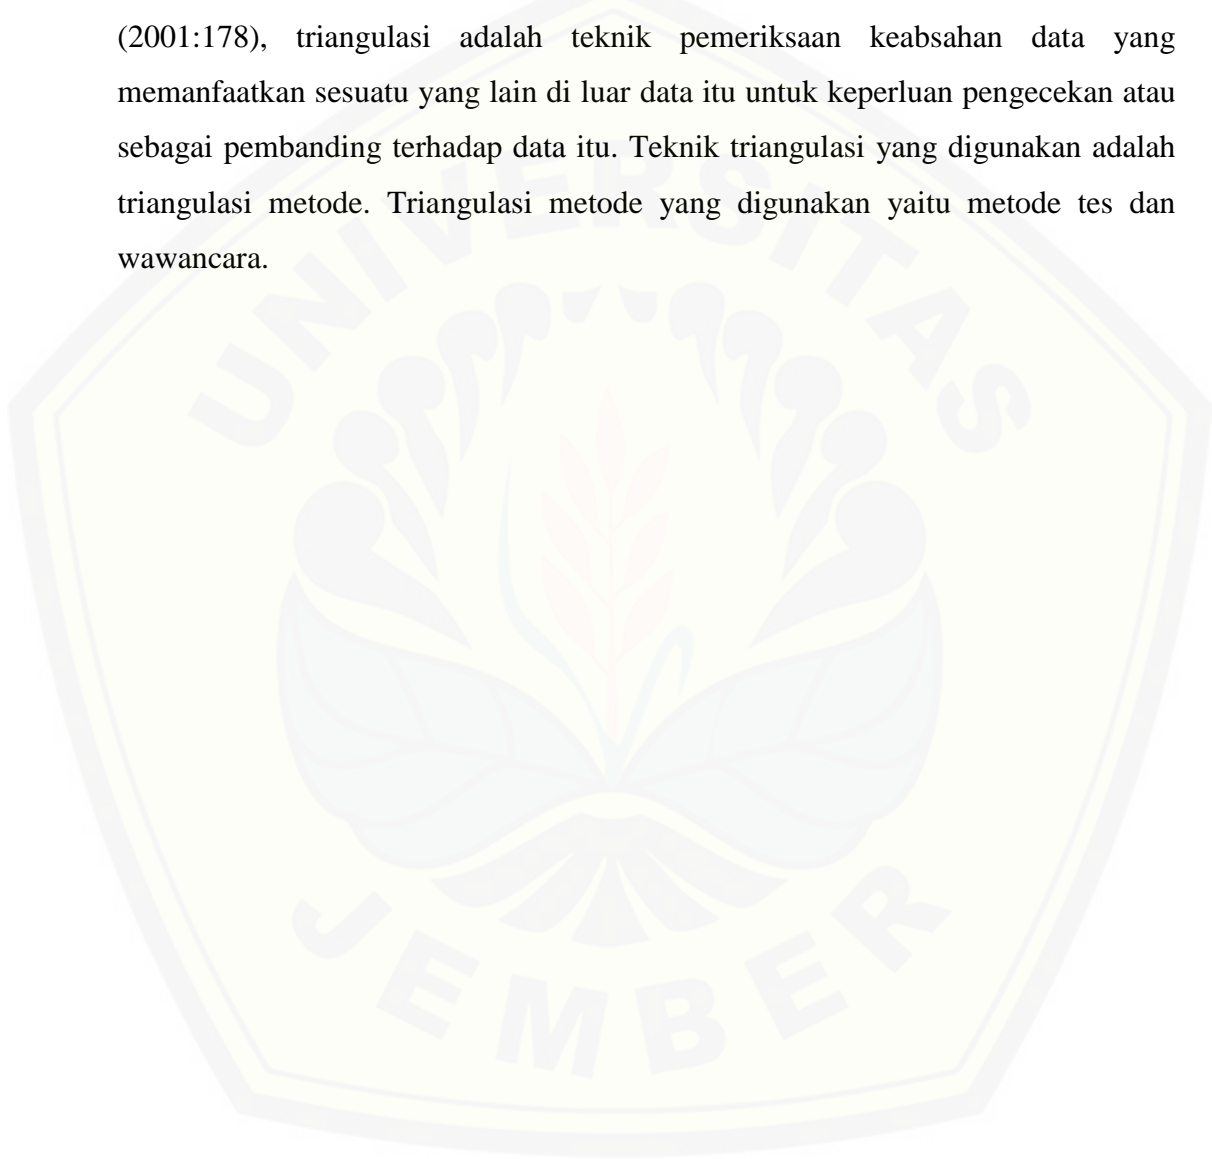 (2001:178), triangulasi adalah teknik pemeriksaan keabsahan data yang
memanfaatkan sesuatu yang lain di luar data itu untuk keperluan pengecekan atau
sebagai pembanding terhadap data itu. Teknik triangulasi yang digunakan adalah
triangulasi metode. Triangulasi metode yang digunakan yaitu metode tes dan
wawancara.
UNIVERSITAS
JEMBER